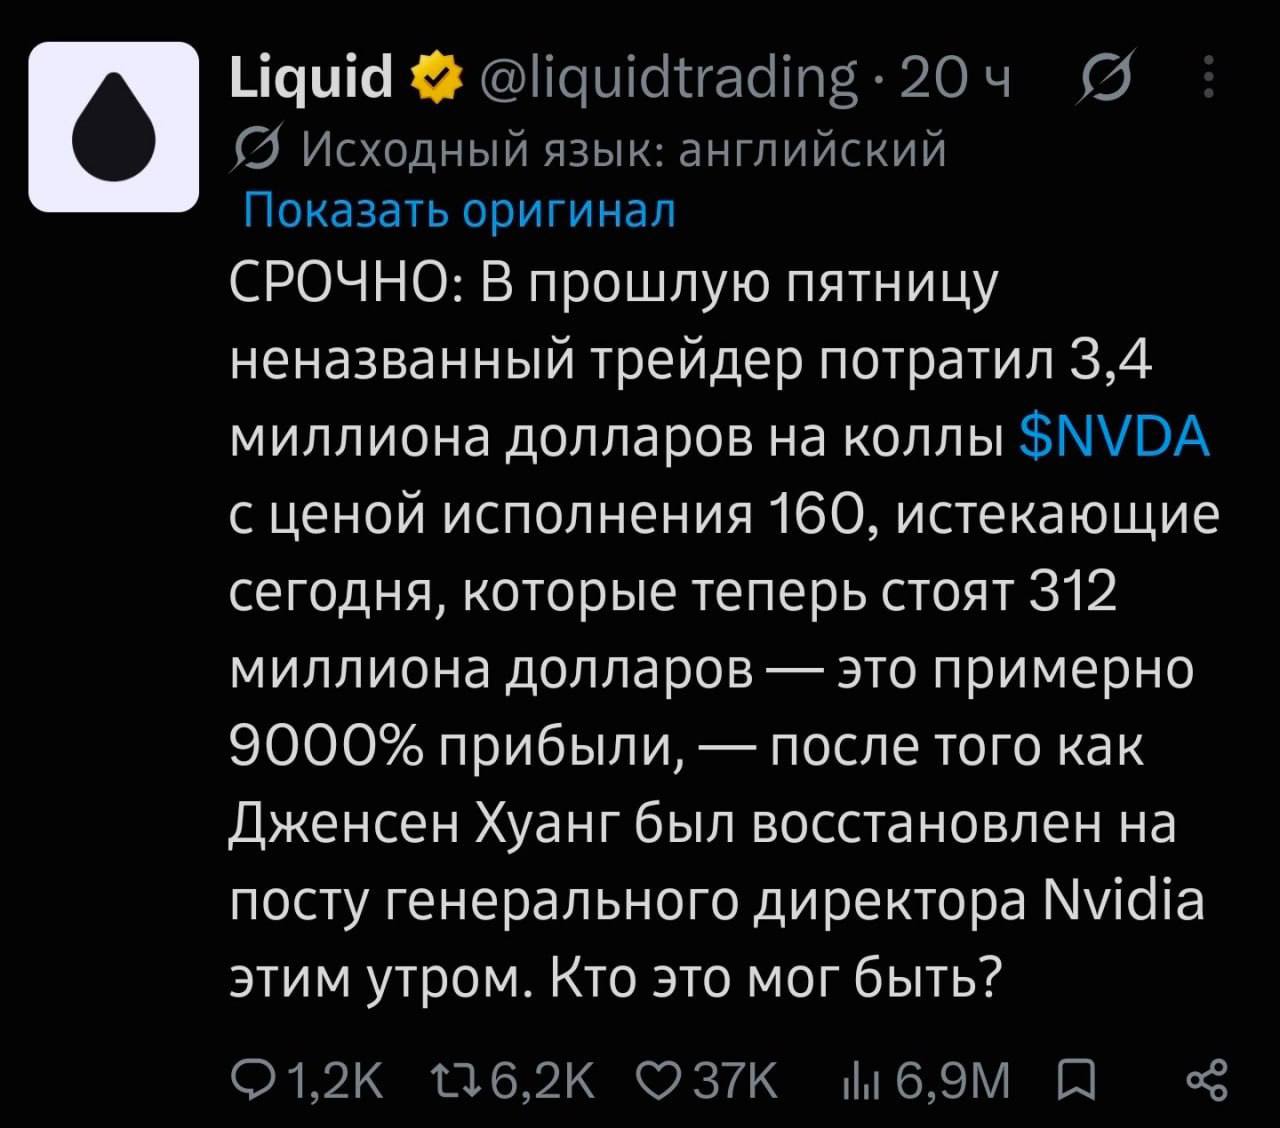 Liquid @liquidtrading · 20 ч
Исходный язык: английский
Показать оригинал
СРОЧНО: В прошлую пятницу
неназванный трейдер потратил 3,4
миллиона долларов на коллы $NVDA
с ценой исполнения 160, истекающие
сегодня, которые теперь стоят 312
миллиона долларов — это примерно
9000% прибыли, — после того как
Дженсен Хуанг был восстановлен на
посту генерального директора Nvidia
этим утром. Кто это мог быть?
1,2K 6,2K 37K 6,9M